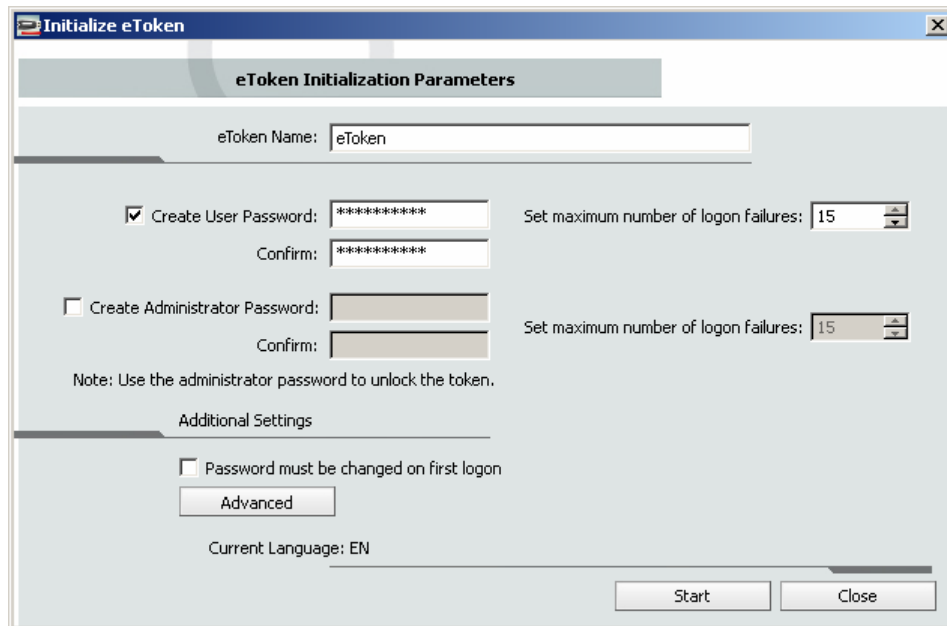 Initialize eToken
eToken Initialization Parameters
eToken Name: eToken
Create User Password: ********** Set maximum number of logon failures: 15
Confirm: **********
Create Administrator Password:
Set maximum number of logon failures: 15
Confirm:
Note: Use the administrator password to unlock the token.
Additional Settings
Password must be changed on first logon
Advanced
Current Language: EN
Start Close